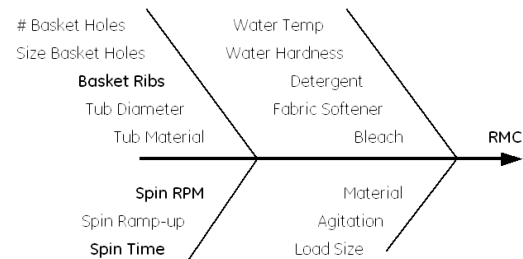 # Basket Holes
Size Basket Holes
Basket Ribs
Tub Diameter
Tub Material
Water Temp
Water Hardness
Detergent
Fabric Softener
Bleach
RMC
Spin RPM
Spin Ramp-up
Spin Time
Material
Agitation
Load Size